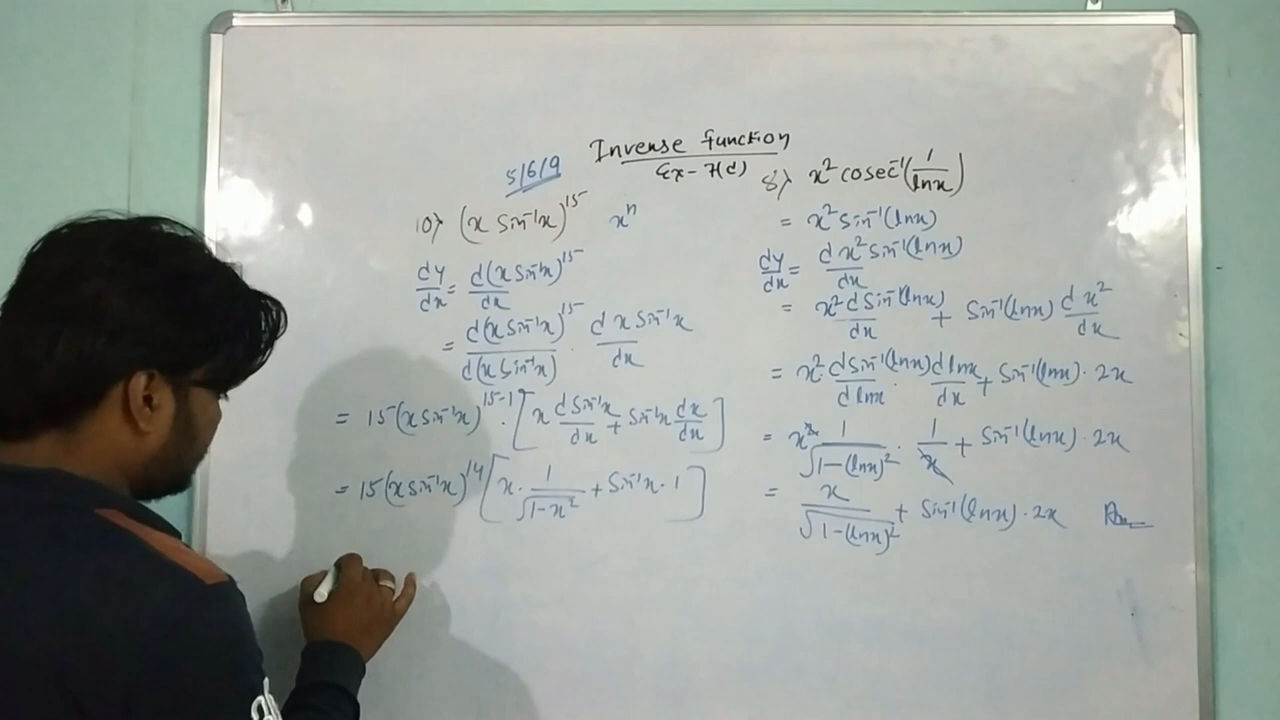 Invense function
Ex - 7(d)
5/6/9
10> (x sin⁻¹x)¹⁵ xⁿ
dy/dx = d(x sin⁻¹x)¹⁵/dx
= d(x sin⁻¹x)¹⁵/d(x sin⁻¹x) . d x sin⁻¹x/dx
= 15(x sin⁻¹x)¹⁵⁻¹ . [x d sin⁻¹x/dx + sin⁻¹x dx/dx]
= 15(x sin⁻¹x)¹⁴ [x . 1/√1-x² + sin⁻¹x . 1]
8> x² cosec⁻¹(1/lnx)
= x² sin⁻¹(lnx)
dy/dx = d x² sin⁻¹(lnx)/dx
= x² d sin⁻¹(lnx)/dx + sin⁻¹(lnx) d x²/dx
= x² d sin⁻¹(lnx)/d lnx . d lnx/dx + sin⁻¹(lnx) . 2x
= x² 1/√1-(lnx)² . 1/x + sin⁻¹(lnx) . 2x
= x/√1-(lnx)² + sin⁻¹(lnx) . 2x